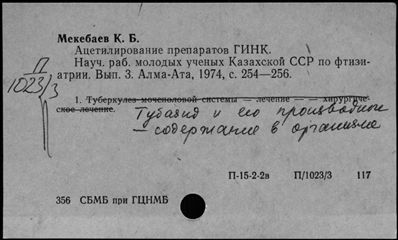 Мекебаев К. Б.
Ацетилирование препаратов ГИНК.
Науч. раб. молодых ученых Казахской ССР по фтизи-
атрии. Вып. 3. Алма-Ата, 1974, с. 254—256.
П
1023/3
1. Туберкулез мочеполовой системы — лечение — — хирургиче-
ское лечение.
Тубазид и его производные
— содержание в организме
П-15-2-2в П/1023/3 117
356 СБМБ при ГЦНМБ